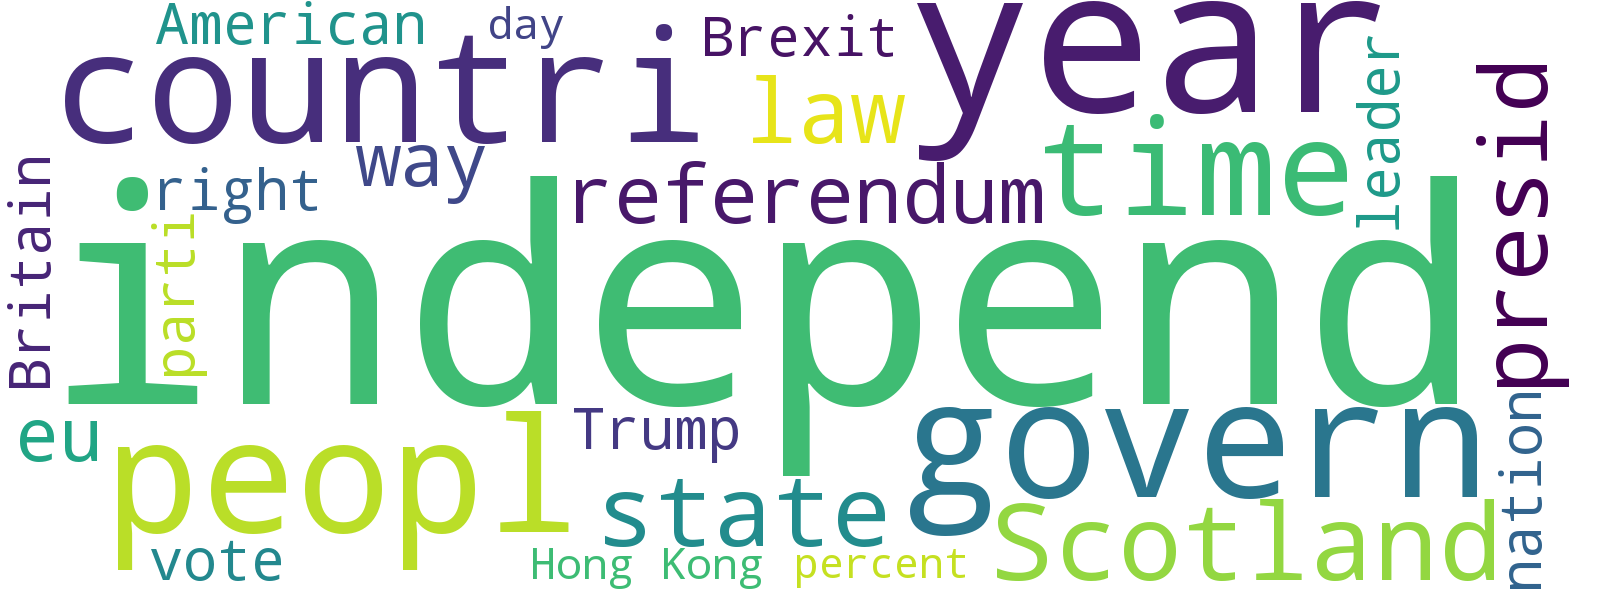 American
day
Brexit
year
countri
law
leader
presid
time
way
referendum
right
Britain
parti
independ
eu
peopl
Trump
govern
nation
state
Scotland
vote
Hong Kong
percent